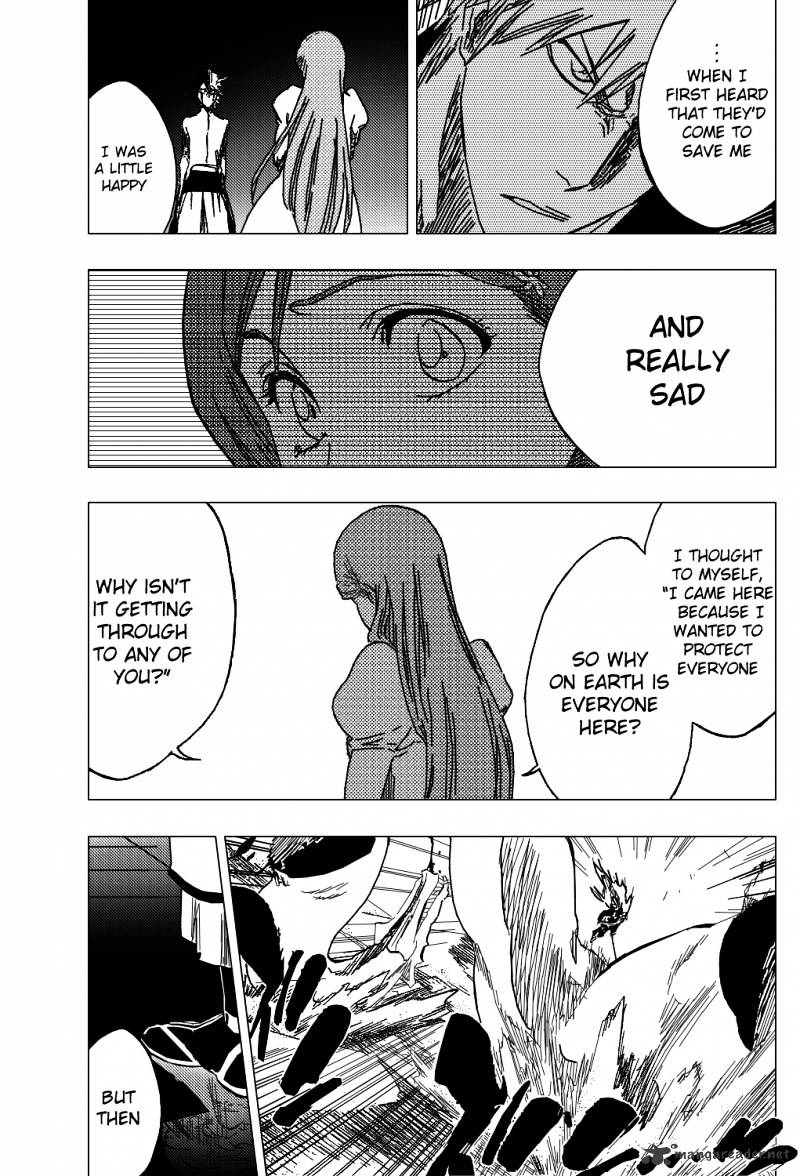 ...
WHEN I
FIRST HEARD
THAT THEY'D
COME TO
SAVE ME
I WAS
A LITTLE
HAPPY
AND
REALLY
SAD
I THOUGHT
TO MYSELF,
"I CAME HERE
BECAUSE I
WANTED TO
PROTECT
EVERYONE
SO WHY
ON EARTH IS
EVERYONE
HERE?
WHY ISN'T
IT GETTING
THROUGH
TO ANY OF
YOU?"
BUT
THEN
mangareader.net